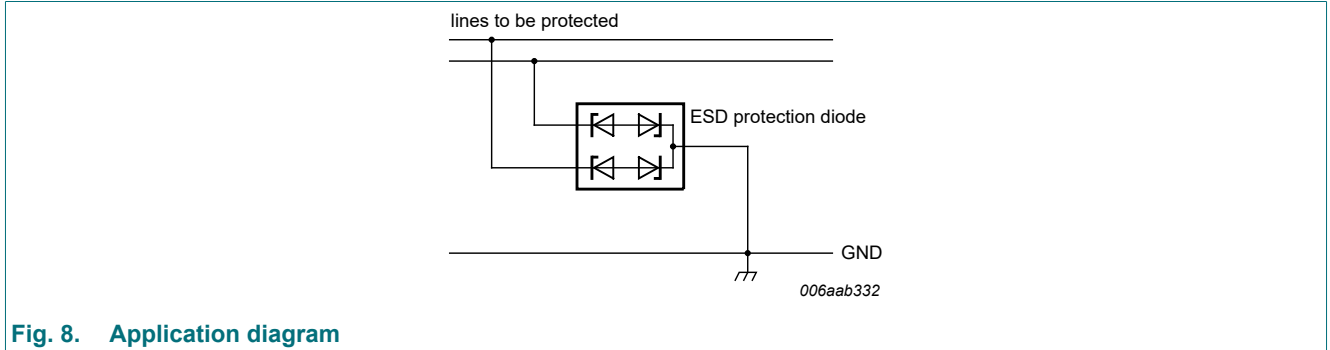 lines to be protected
ESD protection diode
GND
006aab332
Fig. 8. Application diagram